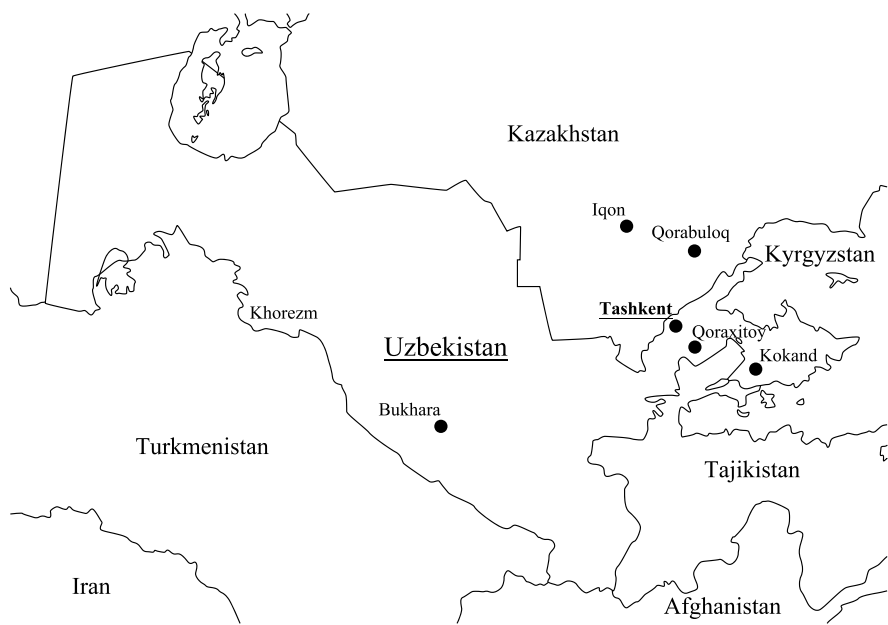 Kazakhstan
Iqon
Qorabuloq
Kyrgyzstan
Tashkent
Khorezm
Qoraxitoy
Uzbekistan
Kokand
Bukhara
Turkmenistan
Tajikistan
Iran
Afghanistan